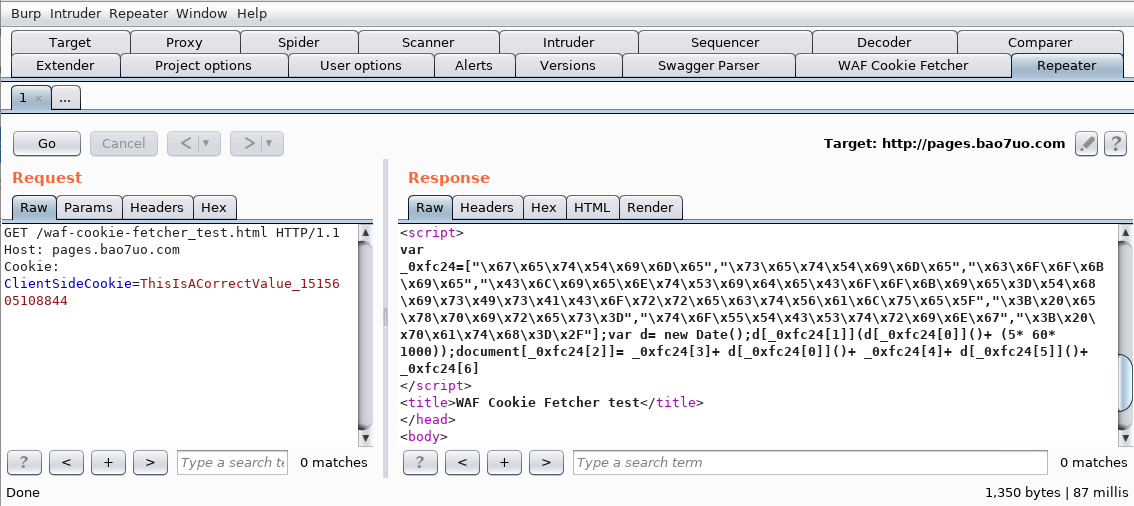 Burp Intruder Repeater Window Help
Target Proxy Spider Scanner Intruder Sequencer Decoder Comparer
Extender Project options User options Alerts Versions Swagger Parser WAF Cookie Fetcher Repeater
1 × ...
Go Cancel < > Target: http://pages.bao7uo.com ?
Request
Raw Params Headers Hex
GET /waf-cookie-fetcher_test.html HTTP/1.1
Host: pages.bao7uo.com
Cookie:
ClientSideCookie=ThisIsACorrectValue_15156
05108844
? < + > Type a search te 0 matches
Response
Raw Headers Hex HTML Render
<script>
var
_0xfc24=["\x67\x65\x74\x54\x69\x6D\x65","\x73\x65\x74\x54\x69\x6D\x65","\x63\x6F\x6F\x6B
\x69\x65","\x43\x6C\x69\x65\x6E\x74\x53\x69\x64\x65\x43\x6F\x6F\x6B\x69\x65\x3D\x54\x68
\x69\x73\x49\x73\x41\x43\x6F\x72\x72\x65\x63\x74\x56\x61\x6C\x75\x65\x5F","\x3B\x20\x65
\x78\x70\x69\x72\x65\x73\x3D","\x74\x6F\x55\x54\x43\x53\x74\x72\x69\x6E\x67","\x3B\x20\
x70\x61\x74\x68\x3D\x2F"];var d= new Date();d[_0xfc24[1]](d[_0xfc24[0]]()+ (5* 60*
1000));document[_0xfc24[2]]= _0xfc24[3]+ d[_0xfc24[0]]()+ _0xfc24[4]+ d[_0xfc24[5]]()+
_0xfc24[6]
</script>
<title>WAF Cookie Fetcher test</title>
</head>
<body>
? < + > Type a search term 0 matches
Done 1,350 bytes | 87 millis